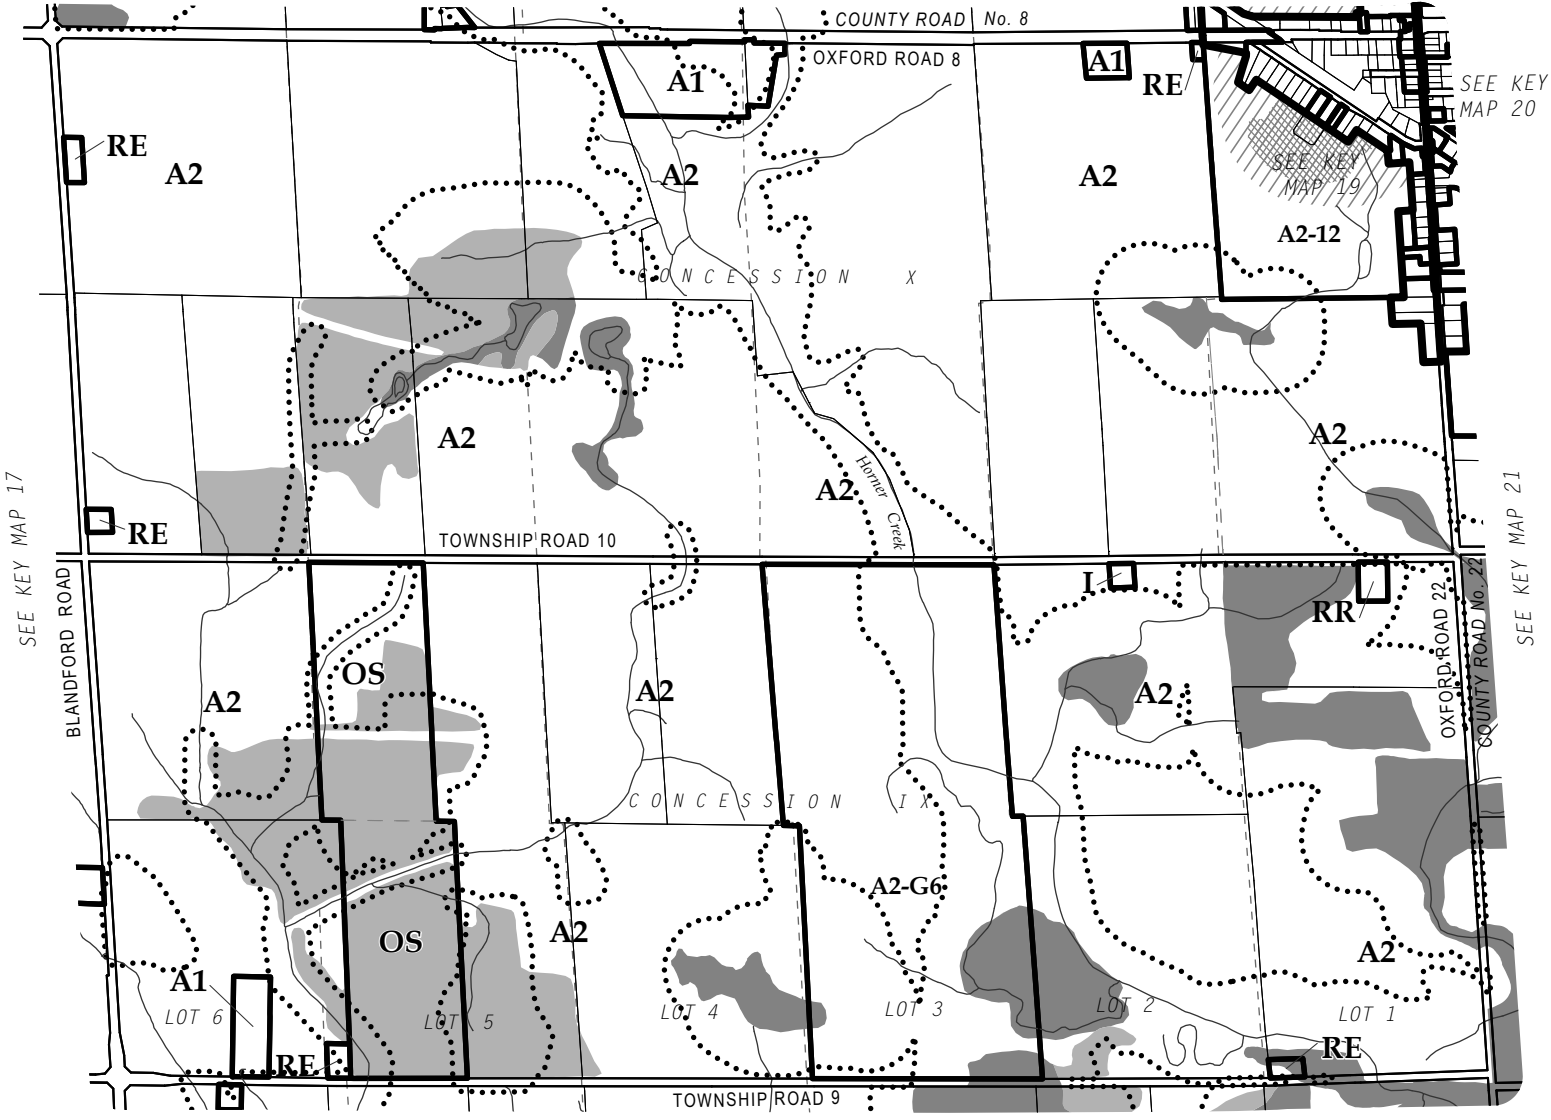 COUNTY ROAD No. 8
OXFORD ROAD 8
A1
A1
RE
SEE KEY
MAP 20
RE
A2
A2
A2
SEE KEY
MAP 19
A2-12
CONCESSION X
A2
A2
A2
Horner Creek
SEE KEY MAP 17
SEE KEY MAP 21
RE
TOWNSHIP ROAD 10
BLANDFORD ROAD
I
RR
OXFORD ROAD 22
COUNTY ROAD No. 22
OS
A2
A2
A2
CONCESSION IX
A2-G6
OS
A2
A2
A1
LOT 6
LOT 5
LOT 4
LOT 3
LOT 2
LOT 1
RE
RE
TOWNSHIP ROAD 9